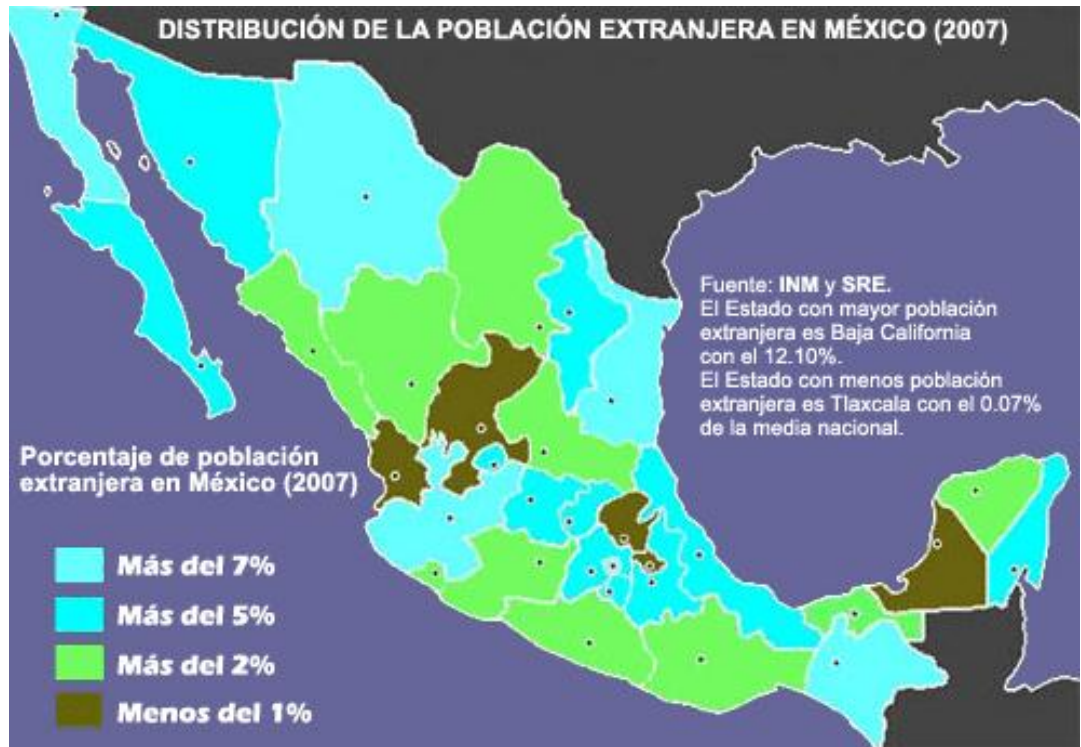 DISTRIBUCIÓN DE LA POBLACIÓN EXTRANJERA EN MÉXICO (2007)
Fuente: INM y SRE.
El Estado con mayor población
extranjera es Baja California
con el 12.10%.
El Estado con menos población
extranjera es Tlaxcala con el 0.07%
de la media nacional.
Porcentaje de población
extranjera en México (2007)
Más del 7%
Más del 5%
Más del 2%
Menos del 1%